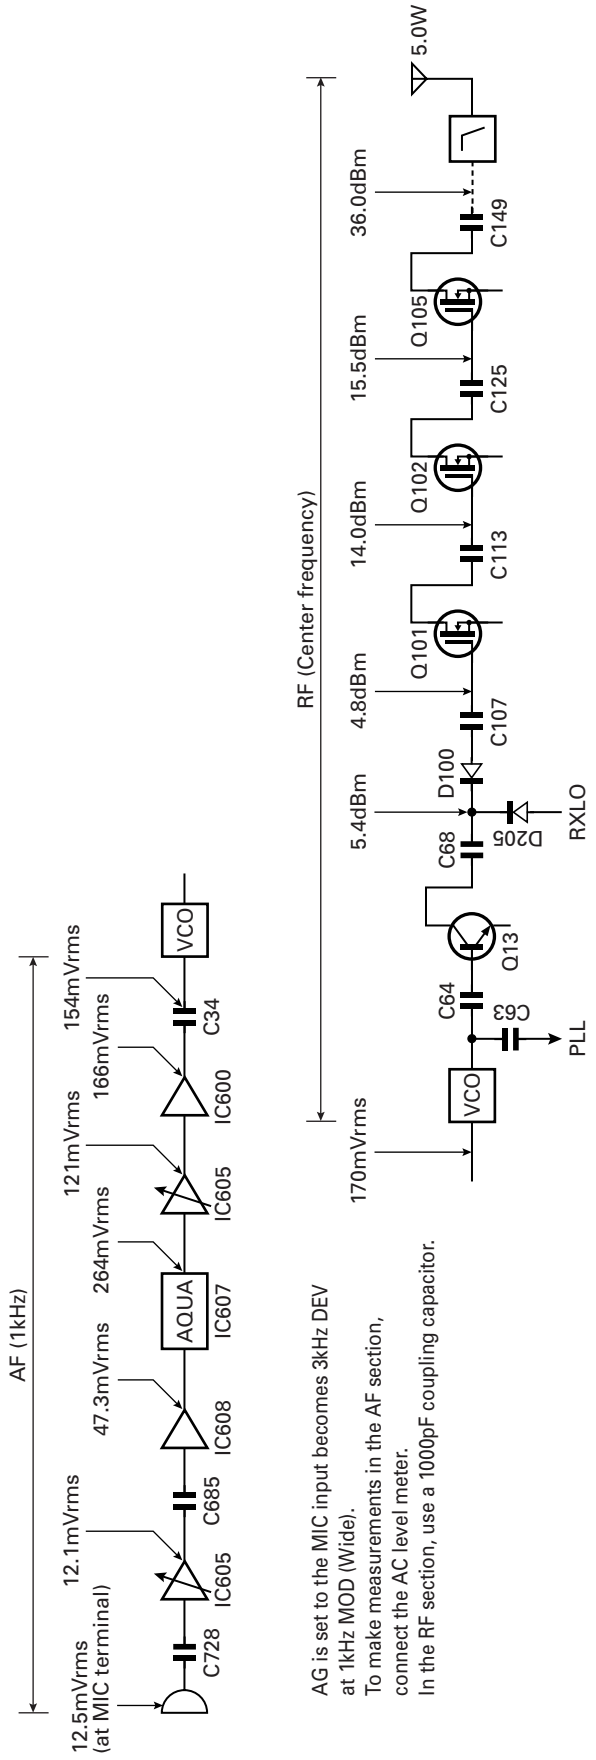 AF (1kHz)
12.5mVrms
(at MIC terminal)
12.1mVrms
47.3mVrms
264mVrms
121mVrms
166mVrms
154mVrms
C728
IC605
C685
IC608
AQUA
IC607
IC605
IC600
C34
VCO
AG is set to the MIC input becomes 3kHz DEV
at 1kHz MOD (Wide).
To make measurements in the AF section,
connect the AC level meter.
In the RF section, use a 1000pF coupling capacitor.
RF (Center frequency)
170mVrms
5.4dBm
4.8dBm
14.0dBm
15.5dBm
36.0dBm
5.0W
VCO
C64
C63
PLL
Q13
C68
D205
RXLO
D100
C107
Q101
C113
Q102
C125
Q105
C149